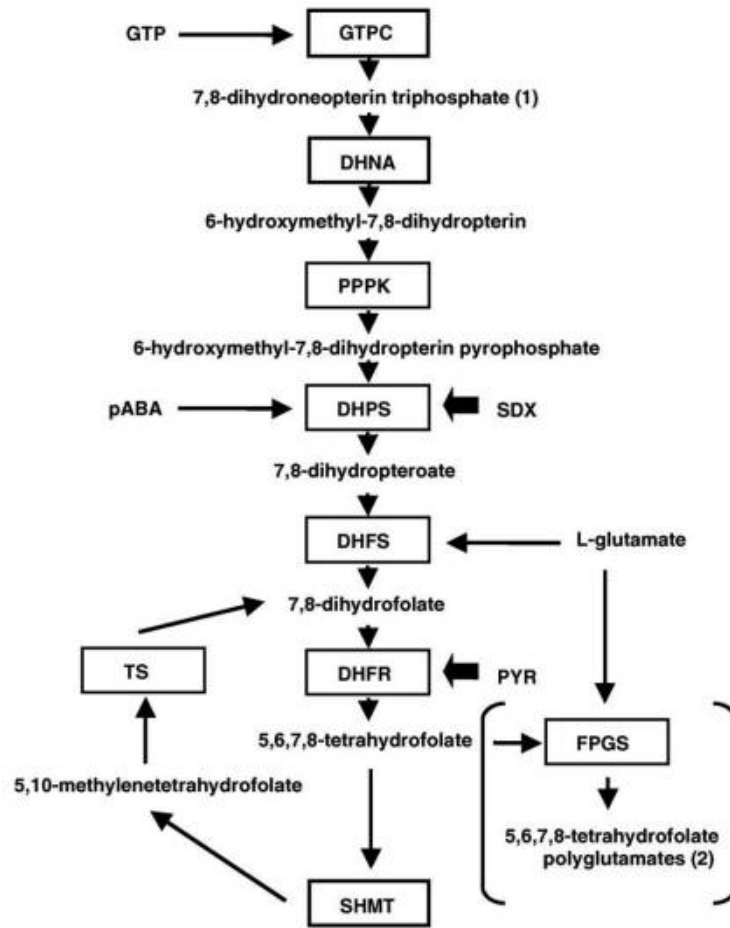 GTP
GTPC
7,8-dihydroneopterin triphosphate (1)
DHNA
6-hydroxymethyl-7,8-dihydropterin
PPPK
6-hydroxymethyl-7,8-dihydropterin pyrophosphate
pABA
DHPS
SDX
7,8-dihydropteroate
DHFS
L-glutamate
7,8-dihydrofolate
TS
DHFR
PYR
5,6,7,8-tetrahydrofolate
FPGS
5,10-methylenetetrahydrofolate
5,6,7,8-tetrahydrofolate
polyglutamates (2)
SHMT